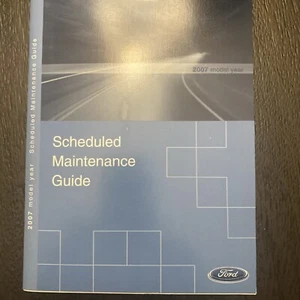 2007 model year
Scheduled
Maintenance
Guide
2007 model year Scheduled Maintenance Guide
Ford